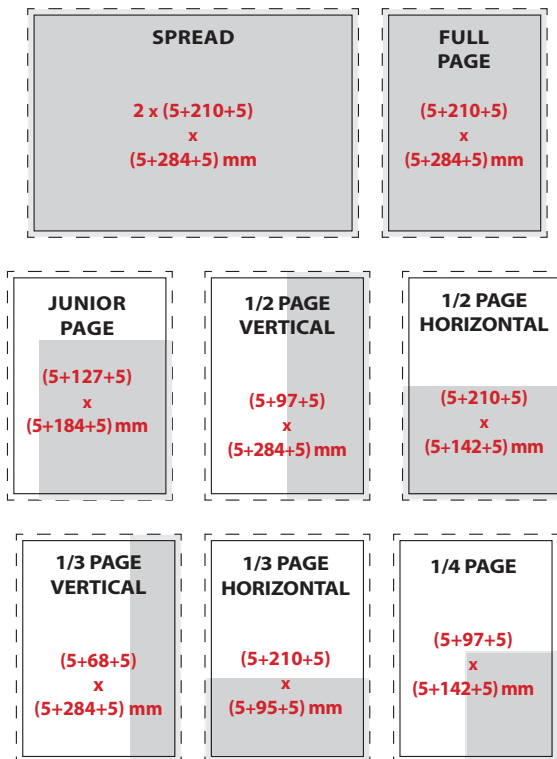 SPREAD
2 x (5+210+5)
x
(5+284+5) mm
FULL
PAGE
(5+210+5)
x
(5+284+5) mm
JUNIOR
PAGE
(5+127+5)
x
(5+184+5) mm
1/2 PAGE
VERTICAL
(5+97+5)
x
(5+284+5) mm
1/2 PAGE
HORIZONTAL
(5+210+5)
x
(5+142+5) mm
1/3 PAGE
VERTICAL
(5+68+5)
x
(5+284+5) mm
1/3 PAGE
HORIZONTAL
(5+210+5)
x
(5+95+5) mm
1/4 PAGE
(5+97+5)
x
(5+142+5) mm